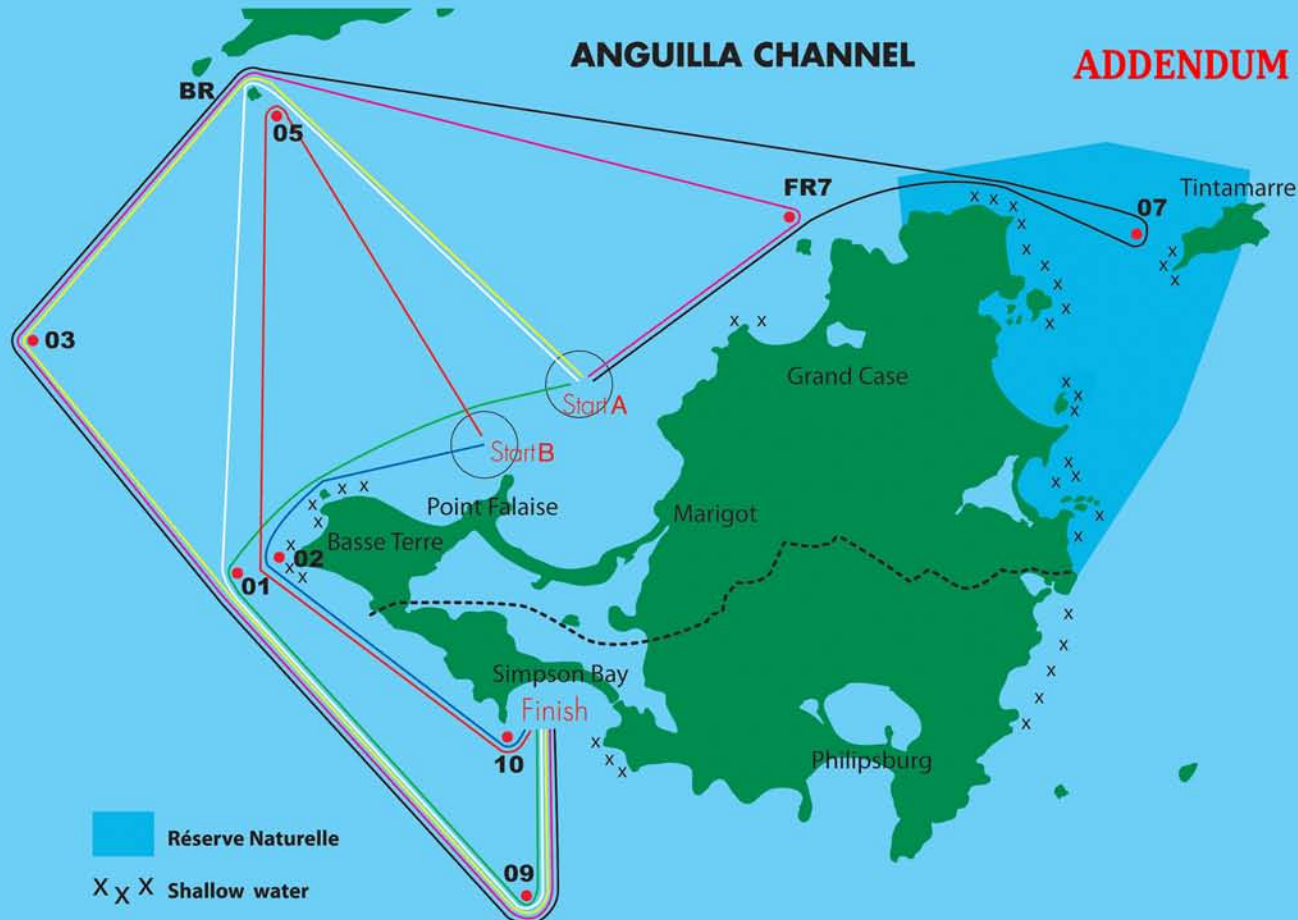 ANGUILLA CHANNEL
ADDENDUM
BR
05
FR7
07
Tintamarre
03
Grand Case
Start A
Start B
Point Falaise
Marigot
Basse Terre
02
01
Simpson Bay
Finish
10
Philipsburg
09
Réserve Naturelle
x x x Shallow water